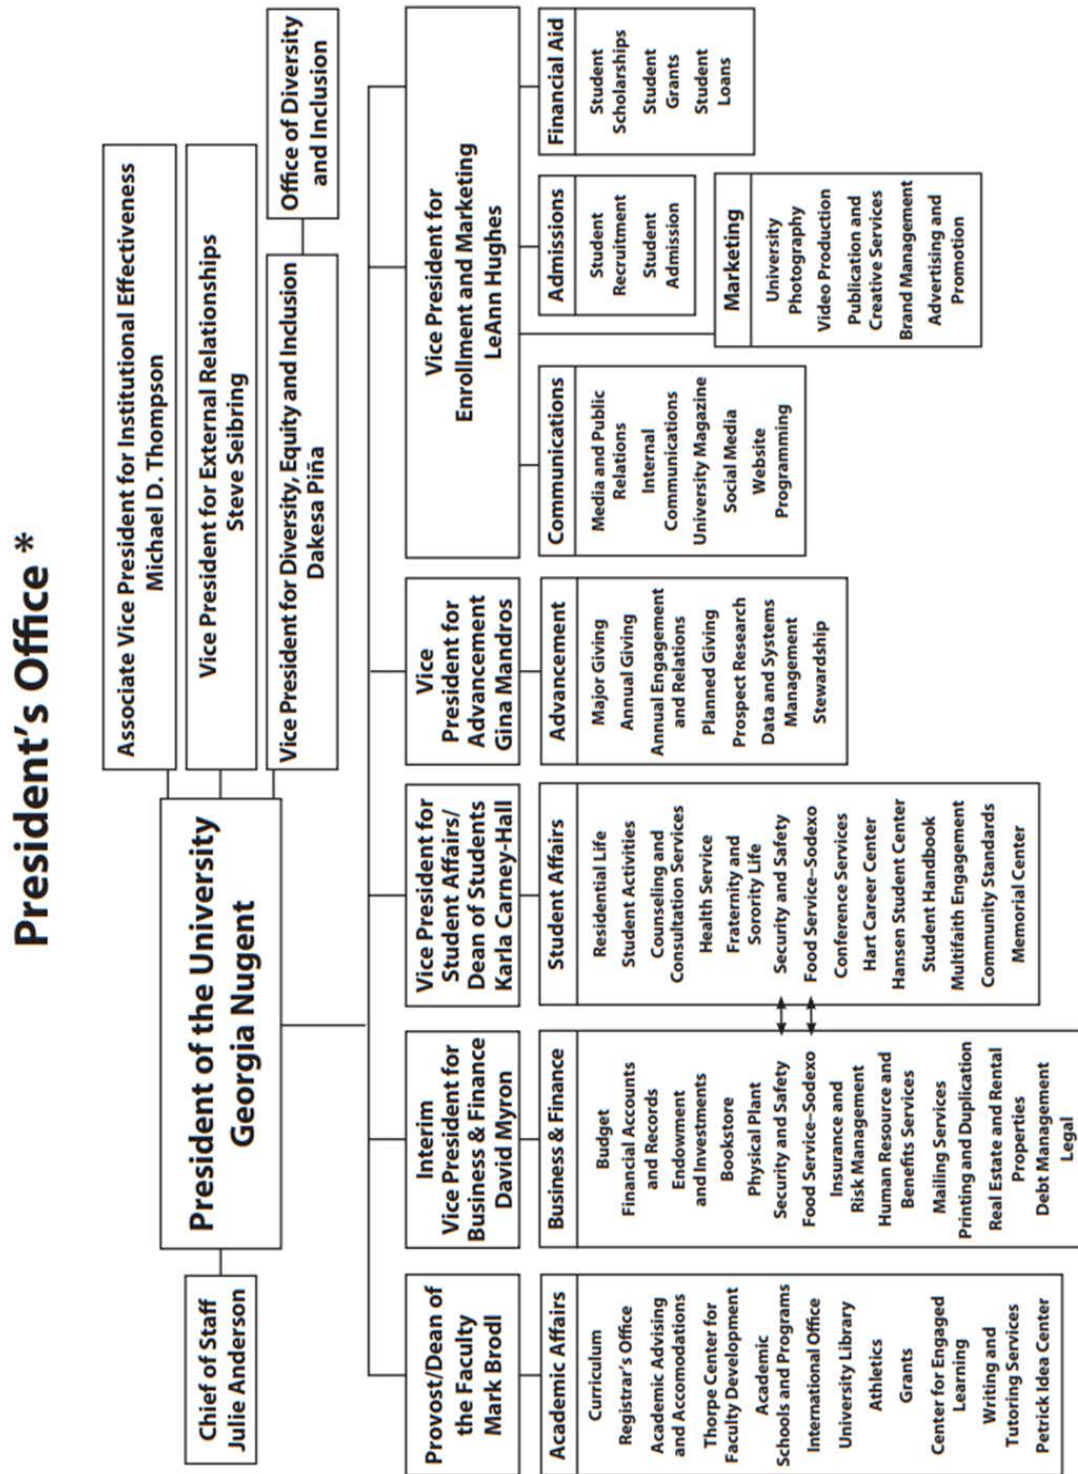 President's Office *
Chief of Staff
Julie Anderson
President of the University
Georgia Nugent
Associate Vice President for Institutional Effectiveness
Michael D. Thompson
Vice President for External Relationships
Steve Seibring
Vice President for Diversity, Equity and Inclusion
Dakesa Piña
Office of Diversity
and Inclusion
Provost/Dean of
the Faculty
Mark Brodl
Academic Affairs
Curriculum
Registrar's Office
Academic Advising
and Accomodations
Thorpe Center for
Faculty Development
Academic
Schools and Programs
International Office
University Library
Athletics
Grants
Center for Engaged
Learning
Writing and
Tutoring Services
Petrick Idea Center
Interim
Vice President for
Business & Finance
David Myron
Business & Finance
Budget
Financial Accounts
and Records
Endowment
and Investments
Bookstore
Physical Plant
Security and Safety
Food Service–Sodexo
Insurance and
Risk Management
Human Resource and
Benefits Services
Mailing Services
Printing and Duplication
Real Estate and Rental
Properties
Debt Management
Legal
Vice President for
Student Affairs/
Dean of Students
Karla Carney-Hall
Student Affairs
Residential Life
Student Activities
Counseling and
Consultation Services
Health Service
Fraternity and
Sorority Life
Security and Safety
Food Service–Sodexo
Conference Services
Hart Career Center
Hansen Student Center
Student Handbook
Multifaith Engagement
Community Standards
Memorial Center
Vice
President for
Advancement
Gina Mandros
Advancement
Major Giving
Annual Giving
Annual Engagement
and Relations
Planned Giving
Prospect Research
Data and Systems
Management
Stewardship
Vice President for
Enrollment and Marketing
LeAnn Hughes
Communications
Media and Public
Relations
Internal
Communications
University Magazine
Social Media
Website
Programming
Marketing
University
Photography
Video Production
Publication and
Creative Services
Brand Management
Advertising and
Promotion
Admissions
Student
Recruitment
Student
Admission
Financial Aid
Student
Scholarships
Student
Grants
Student
Loans